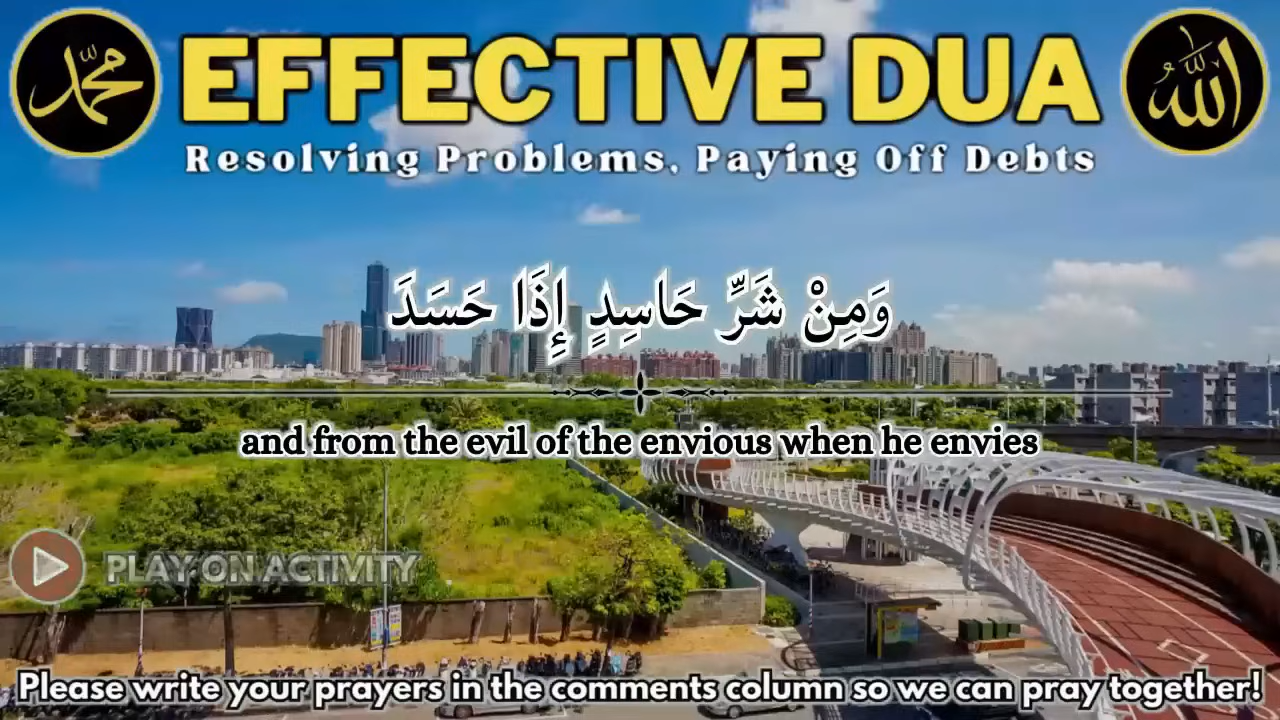 محمد
EFFECTIVE DUA
الله
Resolving Problems, Paying Off Debts
وَمِنْ شَرِّ حَاسِدٍ إِذَا حَسَدَ
and from the evil of the envious when he envies
PLAY ON ACTIVITY
Please write your prayers in the comments column so we can pray together!